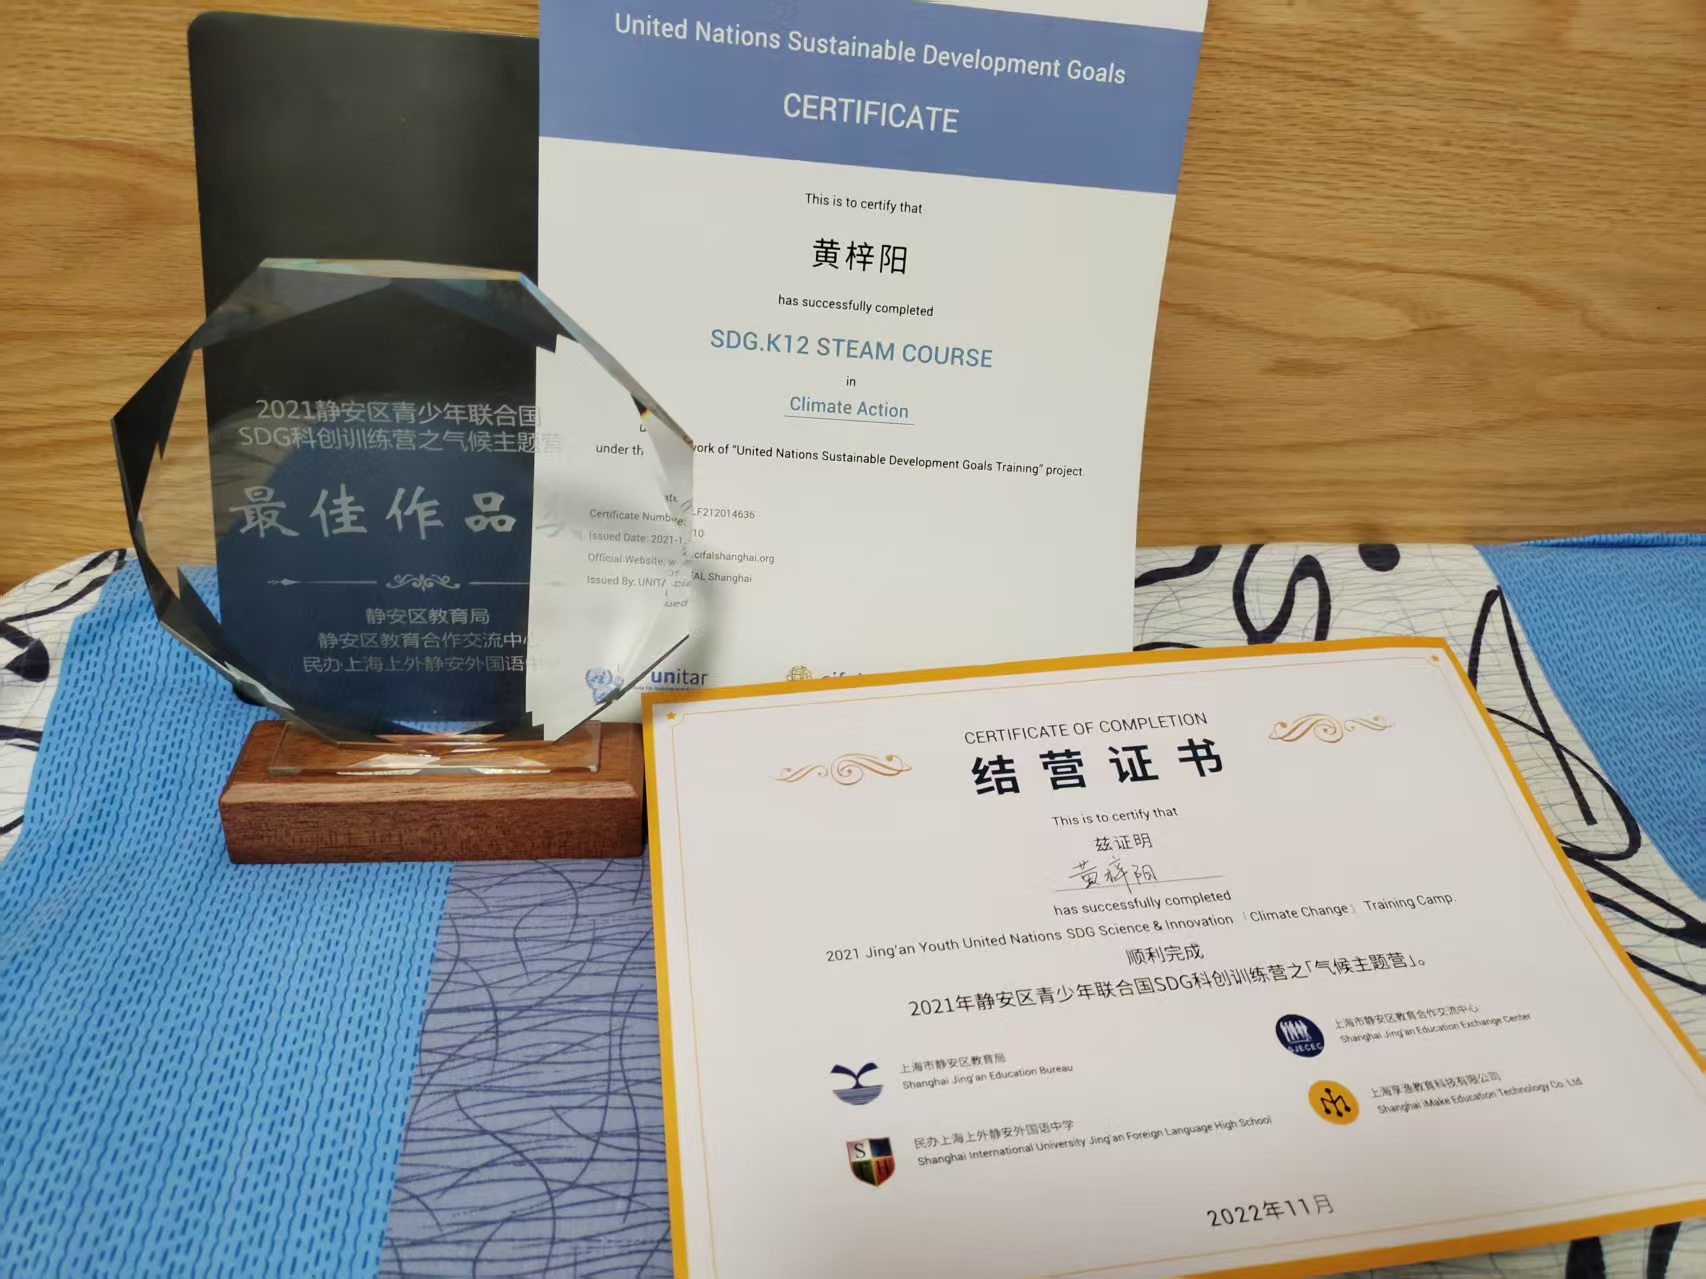 United Nations Sustainable Development Goals
CERTIFICATE
This is to certify that
黄梓阳
has successfully completed
SDG.K12 STEAM COURSE
in
Climate Action
under work of "United Nations Sustainable Development Goals Training" project.
Certificate Number: F212014636
Issued Date: 2021-1 10
Official Website: cifalshanghai.org
Issued By: UNIT AL Shanghai
unitar
2021静安区青少年联合国
SDG科创训练营之气候主题营
最佳作品
静安区教育局
静安区教育合作交流中心
民办上海上外静安外国语中
CERTIFICATE OF COMPLETION
结营证书
This is to certify that
兹证明
黄梓阳
has successfully completed
2021 Jing'an Youth United Nations SDG Science & Innovation「Climate Change」Training Camp.
顺利完成
2021年静安区青少年联合国SDG科创训练营之「气候主题营」。
上海市静安区教育局
Shanghai Jing'an Education Bureau
SJECEC
上海市静安区教育合作交流中心
Shanghai Jing'an Education Exchange Center
S
T H
民办上海上外静安外国语中学
Shanghai International University Jing'an Foreign Language High School
上海孚渔教育科技有限公司
Shanghai iMake Education Technology Co. Ltd
2022年11月